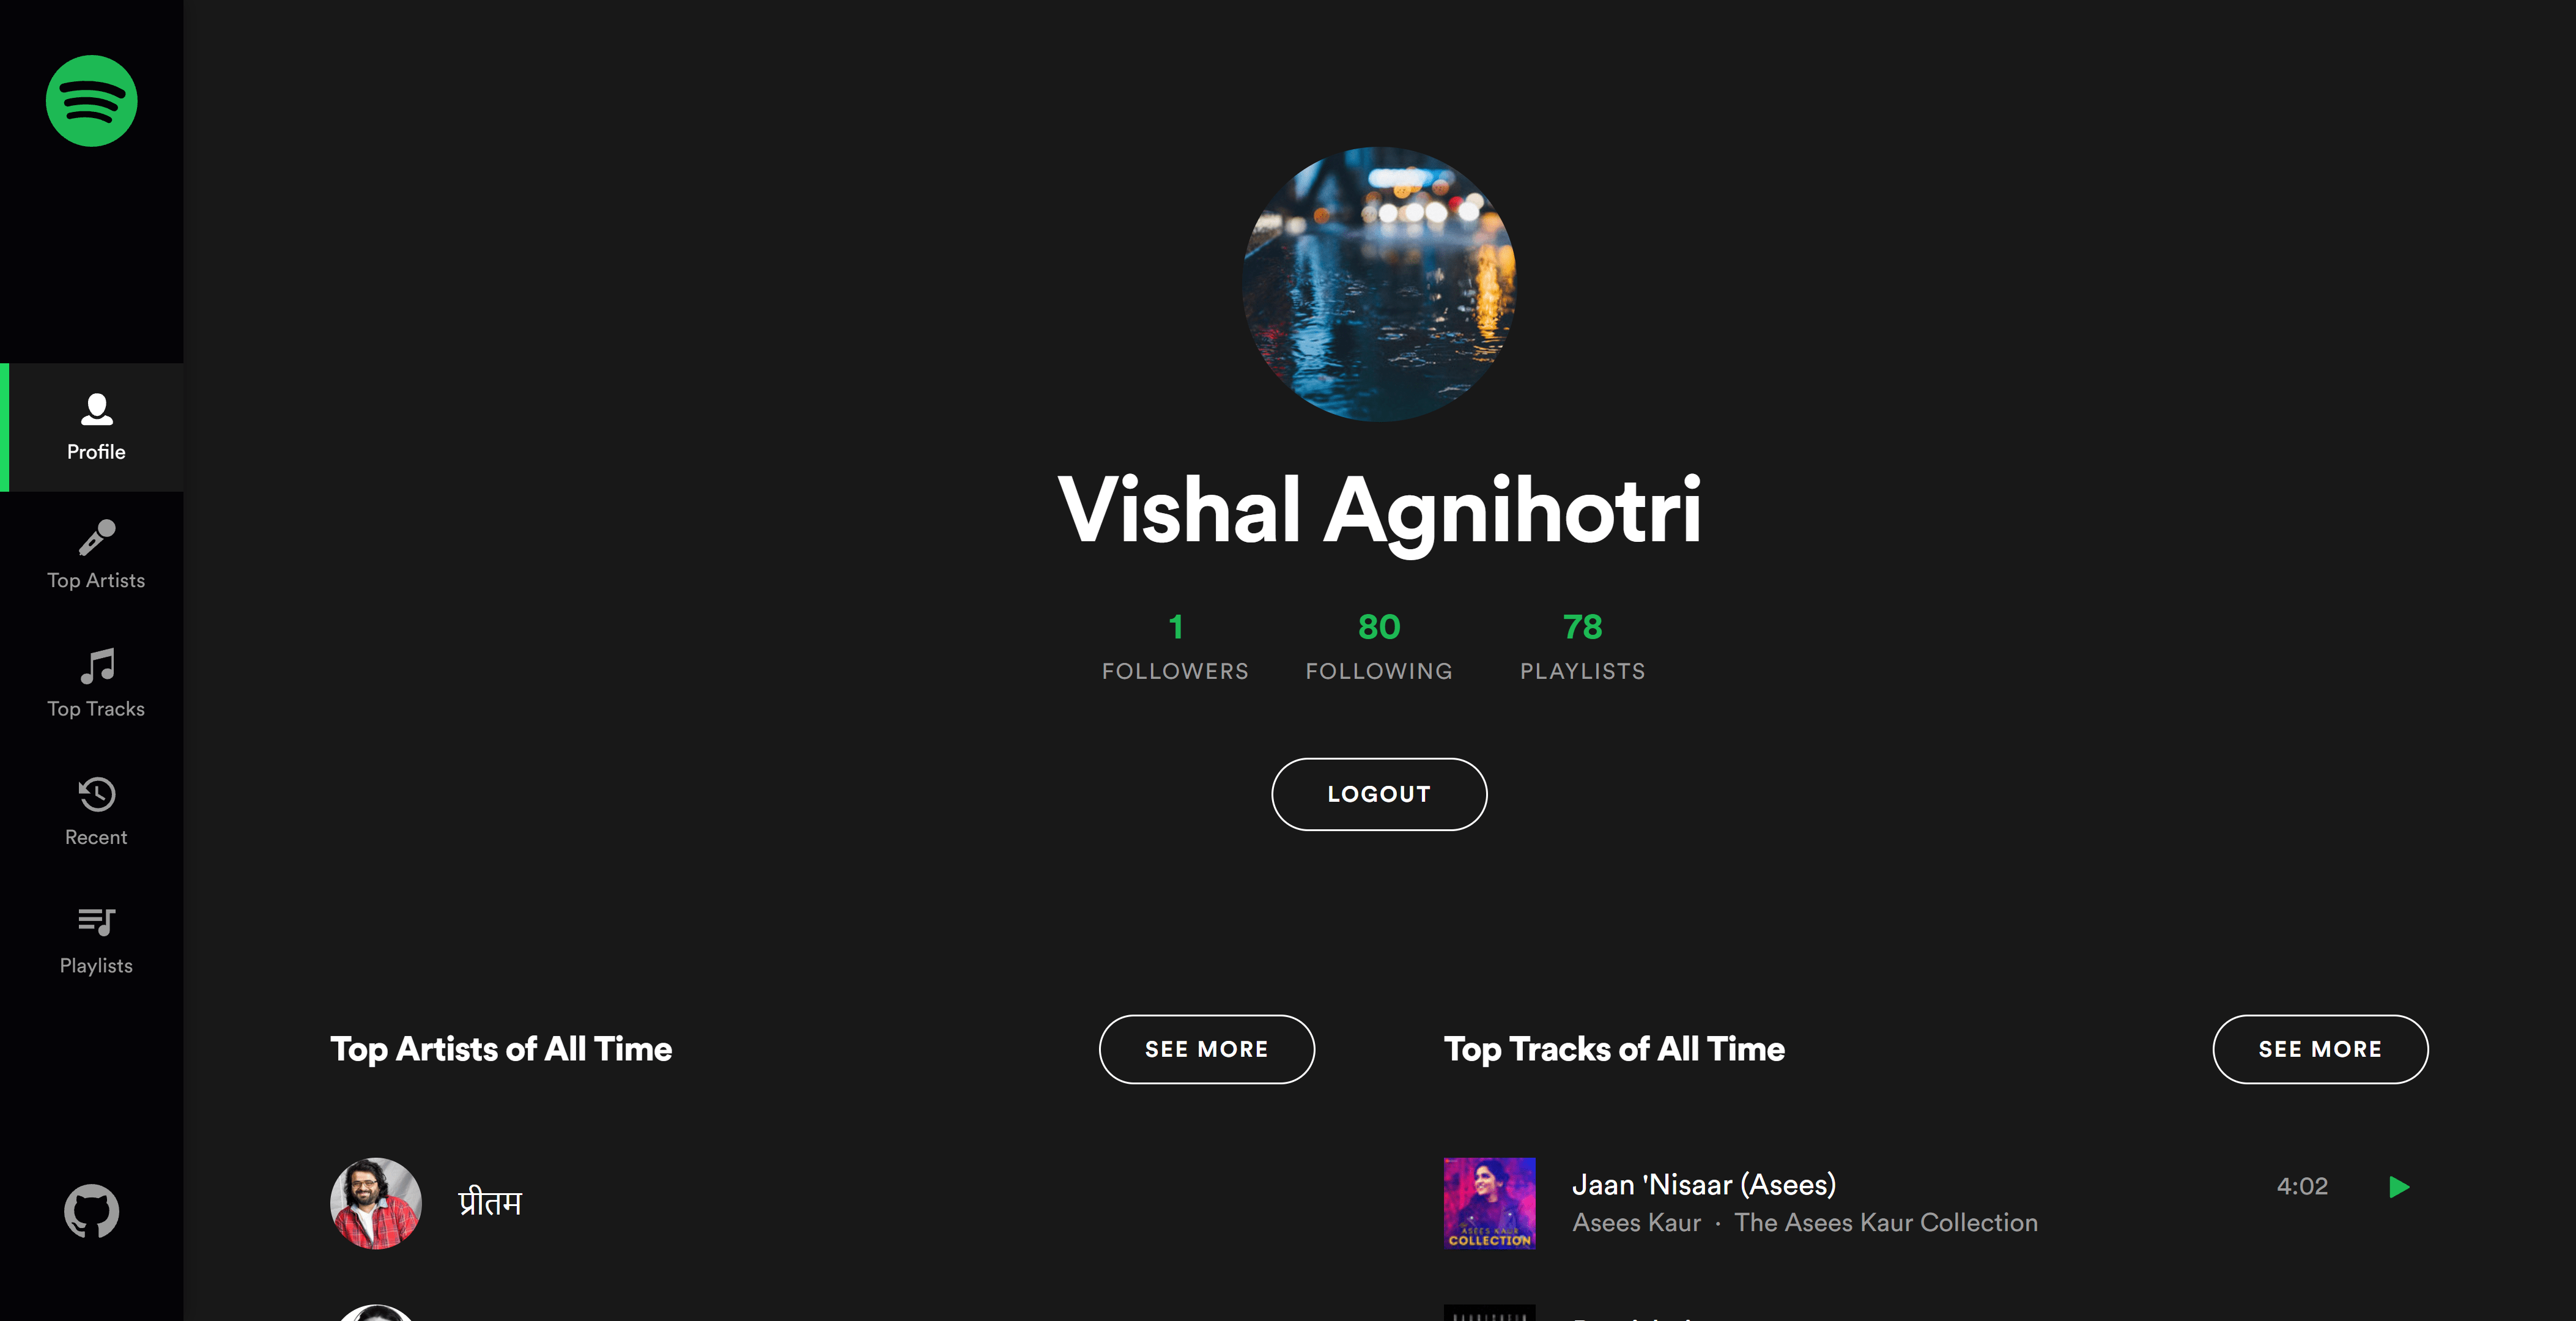 Profile
Top Artists
Top Tracks
Recent
Playlists
Vishal Agnihotri
1
FOLLOWERS
80
FOLLOWING
78
PLAYLISTS
LOGOUT
Top Artists of All Time
SEE MORE
प्रीतम
Top Tracks of All Time
SEE MORE
ASEES KAUR
COLLECTION
Jaan 'Nisaar (Asees)
4:02
Asees Kaur · The Asees Kaur Collection